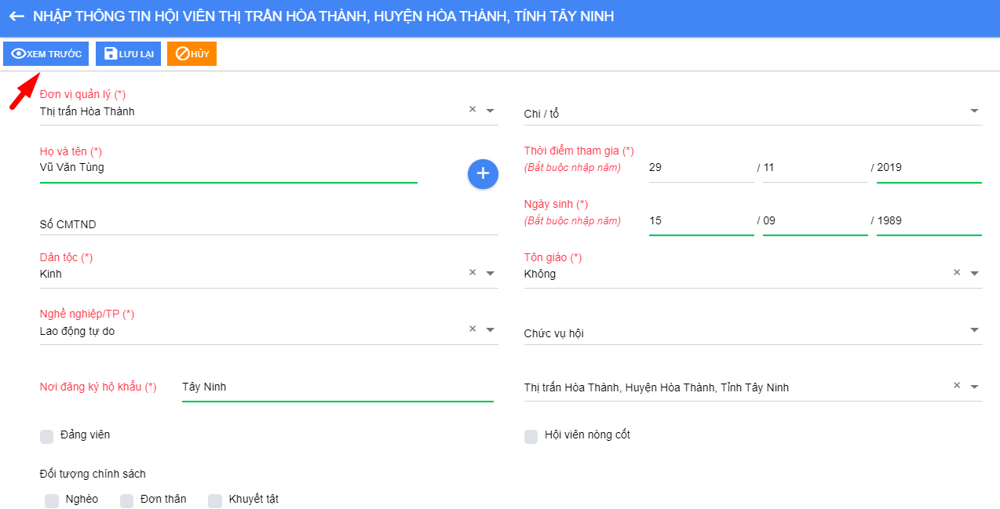 NHẬP THÔNG TIN HỘI VIÊN THỊ TRẤN HÒA THÀNH, HUYỆN HÒA THÀNH, TỈNH TÂY NINH
XEM TRƯỚC LƯU LẠI HỦY
Đơn vị quản lý (*)
Thị trấn Hòa Thành
Chi / tổ
Họ và tên (*)
Vũ Văn Tùng
Thời điểm tham gia (*)
(Bắt buộc nhập năm) 29 / 11 / 2019
Ngày sinh (*)
(Bắt buộc nhập năm) 15 / 09 / 1989
Số CMTND
Dân tộc (*)
Kinh
Tôn giáo (*)
Không
Nghề nghiệp/TP (*)
Lao động tự do
Chức vụ hội
Nơi đăng ký hộ khẩu (*) Tây Ninh
Thị trấn Hòa Thành, Huyện Hòa Thành, Tỉnh Tây Ninh
Đảng viên
Hội viên nòng cốt
Đối tượng chính sách
Nghèo Đơn thân Khuyết tật